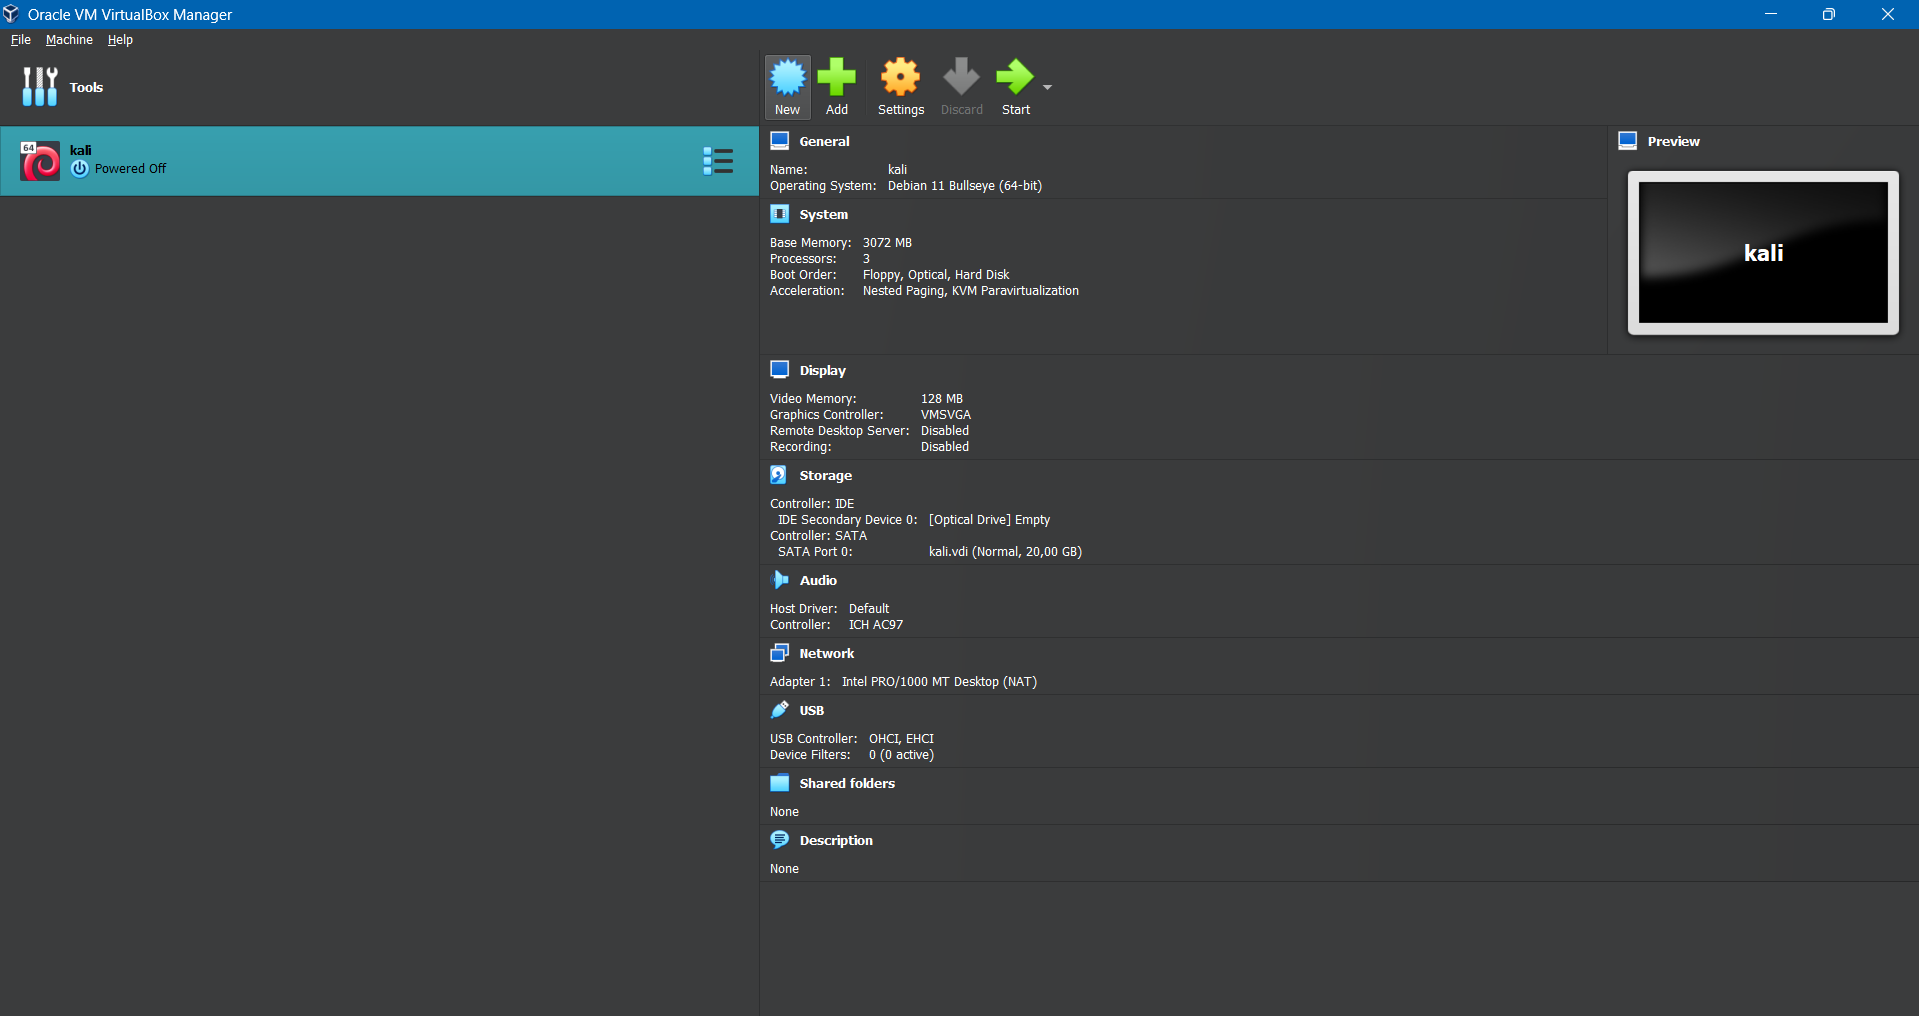 Oracle VM VirtualBox Manager
File Machine Help
Tools
New Add Settings Discard Start
64
kali
Powered Off
General
Name: kali
Operating System: Debian 11 Bullseye (64-bit)
System
Base Memory: 3072 MB
Processors: 3
Boot Order: Floppy, Optical, Hard Disk
Acceleration: Nested Paging, KVM Paravirtualization
Preview
kali
Display
Video Memory: 128 MB
Graphics Controller: VMSVGA
Remote Desktop Server: Disabled
Recording: Disabled
Storage
Controller: IDE
IDE Secondary Device 0: [Optical Drive] Empty
Controller: SATA
SATA Port 0: kali.vdi (Normal, 20,00 GB)
Audio
Host Driver: Default
Controller: ICH AC97
Network
Adapter 1: Intel PRO/1000 MT Desktop (NAT)
USB
USB Controller: OHCI, EHCI
Device Filters: 0 (0 active)
Shared folders
None
Description
None